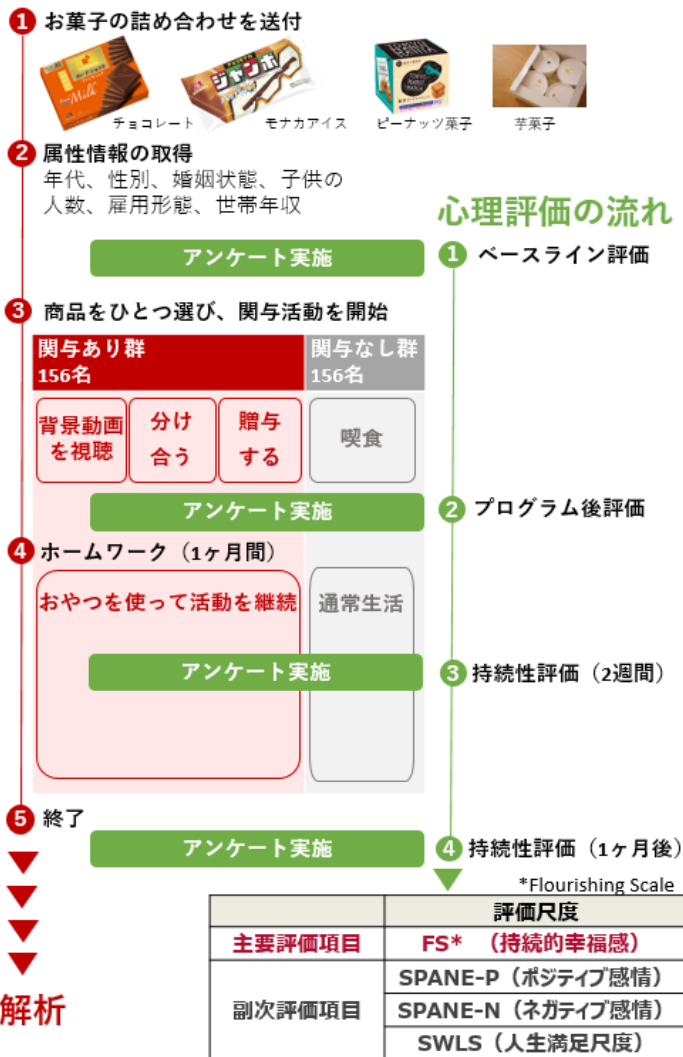 1 お菓子の詰め合わせを送付
Milk
ジャンボ
チョコレート
モナカアイス
ピーナッツ菓子
芋菓子
2 属性情報の取得
年代、性別、婚姻状態、子供の
人数、雇用形態、世帯年収
心理評価の流れ
アンケート実施
1 ベースライン評価
3 商品をひとつ選び、関与活動を開始
関与あり群
156名
関与なし群
156名
背景動画
を視聴
分け
合う
贈与
する
喫食
アンケート実施
2 プログラム後評価
4 ホームワーク（1ヶ月間）
おやつを使って活動を継続
通常生活
アンケート実施
3 持続性評価（2週間）
5 終了
アンケート実施
4 持続性評価（1ヶ月後）
*Flourishing Scale
評価尺度
主要評価項目
FS* （持続的幸福感）
副次評価項目
SPANE-P（ポジティブ感情）
SPANE-N（ネガティブ感情）
SWLS（人生満足尺度）
解析